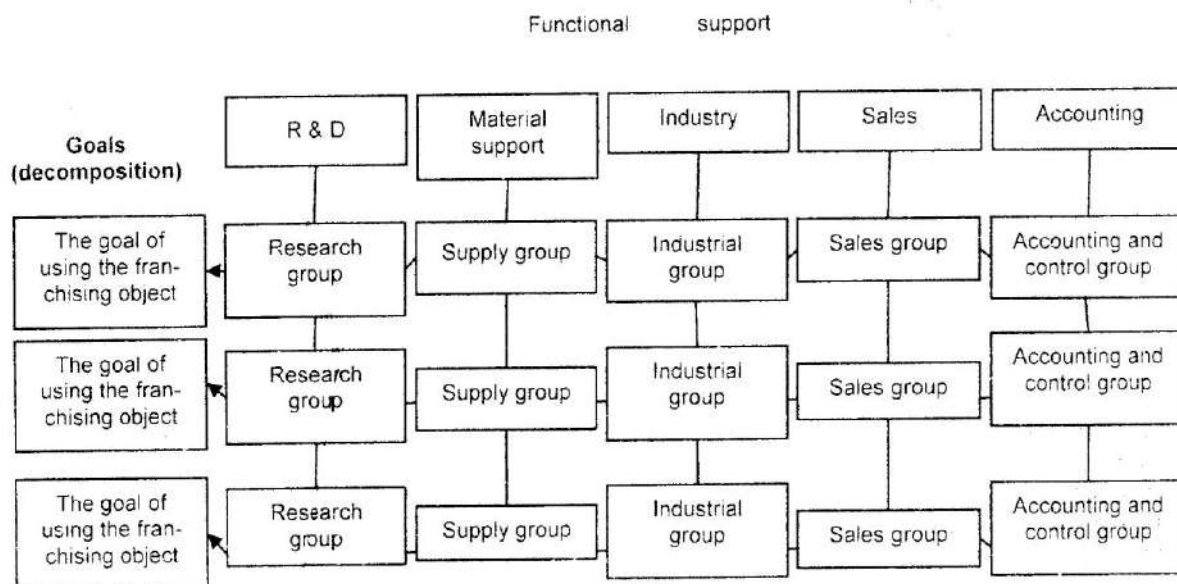 Functional support
R & D
Material
support
Industry
Sales
Accounting
Goals
(decomposition)
The goal of
using the fran-
chising object
Research
group
Supply group
Industrial
group
Sales group
Accounting and
control group
The goal of
using the fran-
chising object
Research
group
Supply group
Industrial
group
Sales group
Accounting and
control group
The goal of
using the fran-
chising object
Research
group
Supply group
Industrial
group
Sales group
Accounting and
control group